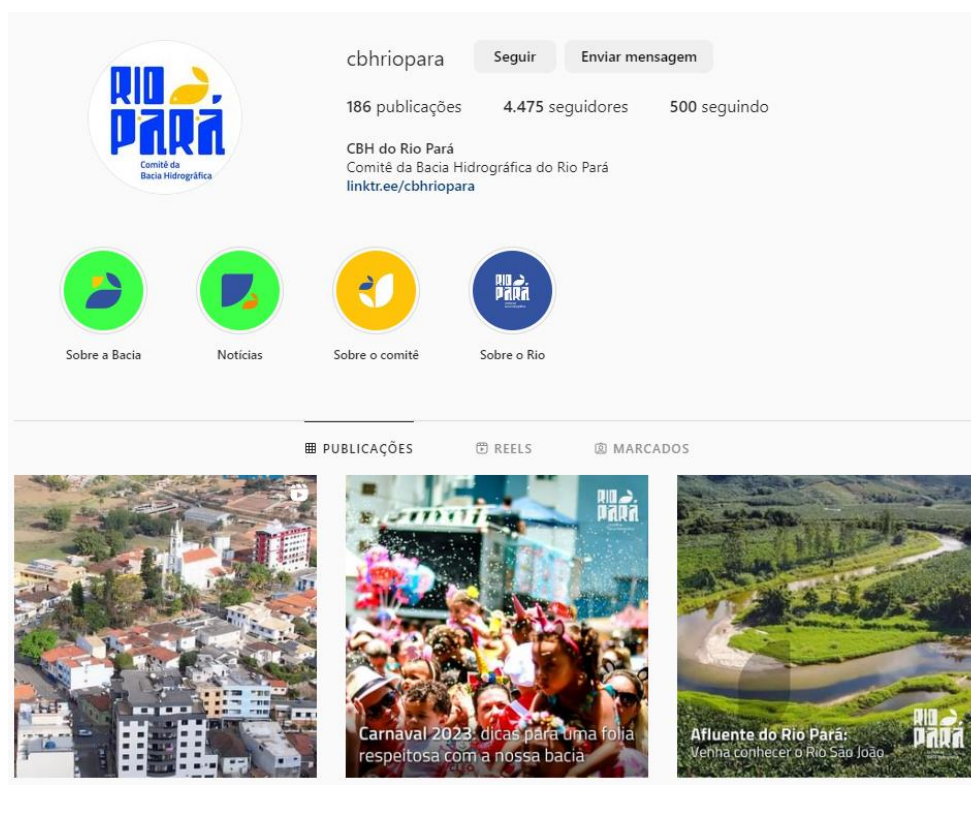 cbhriopara Seguir Enviar mensagem
186 publicações 4.475 seguidores 500 seguindo
CBH do Rio Pará
Comitê da Bacia Hidrográfica do Rio Pará
linktr.ee/cbhriopara
RIO
PARÁ
Comitê da
Bacia Hidrográfica
RIO
PARÁ
Sobre a Bacia Notícias Sobre o comitê Sobre o Rio
PUBLICAÇÕES REELS MARCADOS
RIO
PARÁ
Carnaval 2023: dicas para uma folia
respeitosa com a nossa bacia
Afluente do Rio Pará:
Venha conhecer o Rio São João
RIO
PARÁ